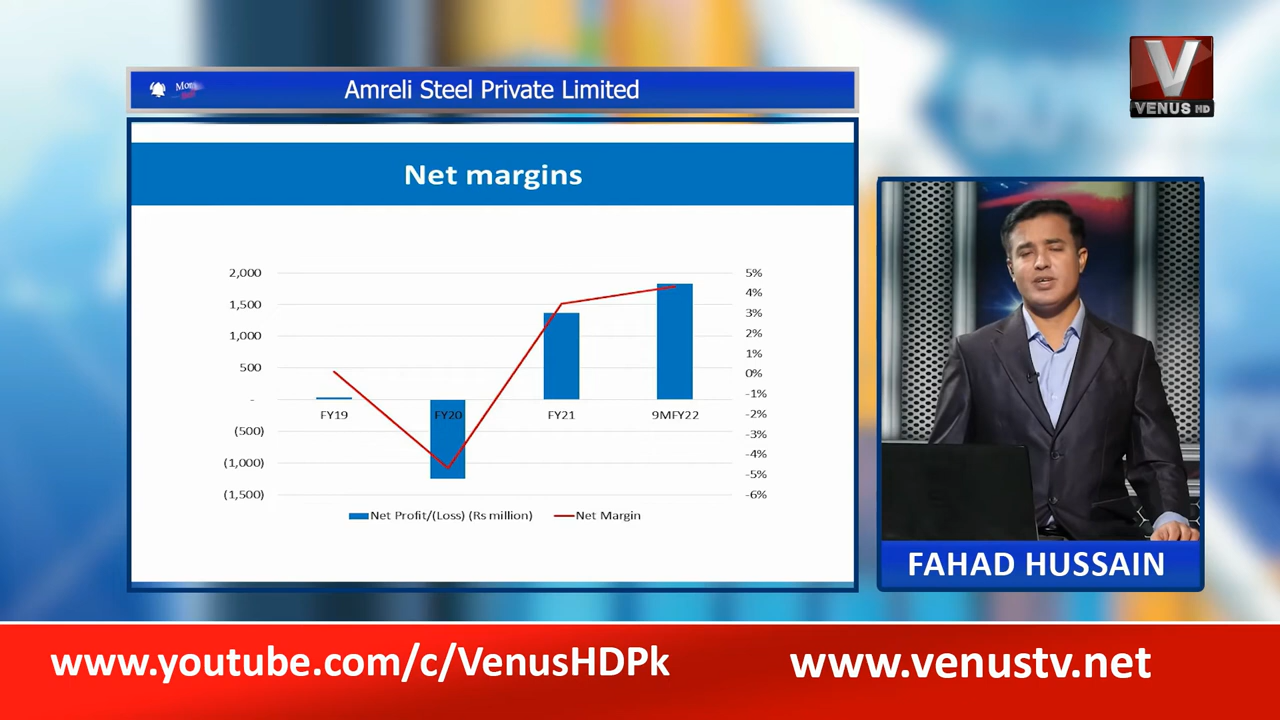 Amreli Steel Private Limited
VENUS HD
Net margins
2,000
1,500
1,000
500
-
(500)
(1,000)
(1,500)
5%
4%
3%
2%
1%
0%
-1%
-2%
-3%
-4%
-5%
-6%
FY19
FY20
FY21
9MFY22
Net Profit/(Loss) (Rs million)
Net Margin
FAHAD HUSSAIN
www.youtube.com/c/VenusHDPk
www.venustv.net